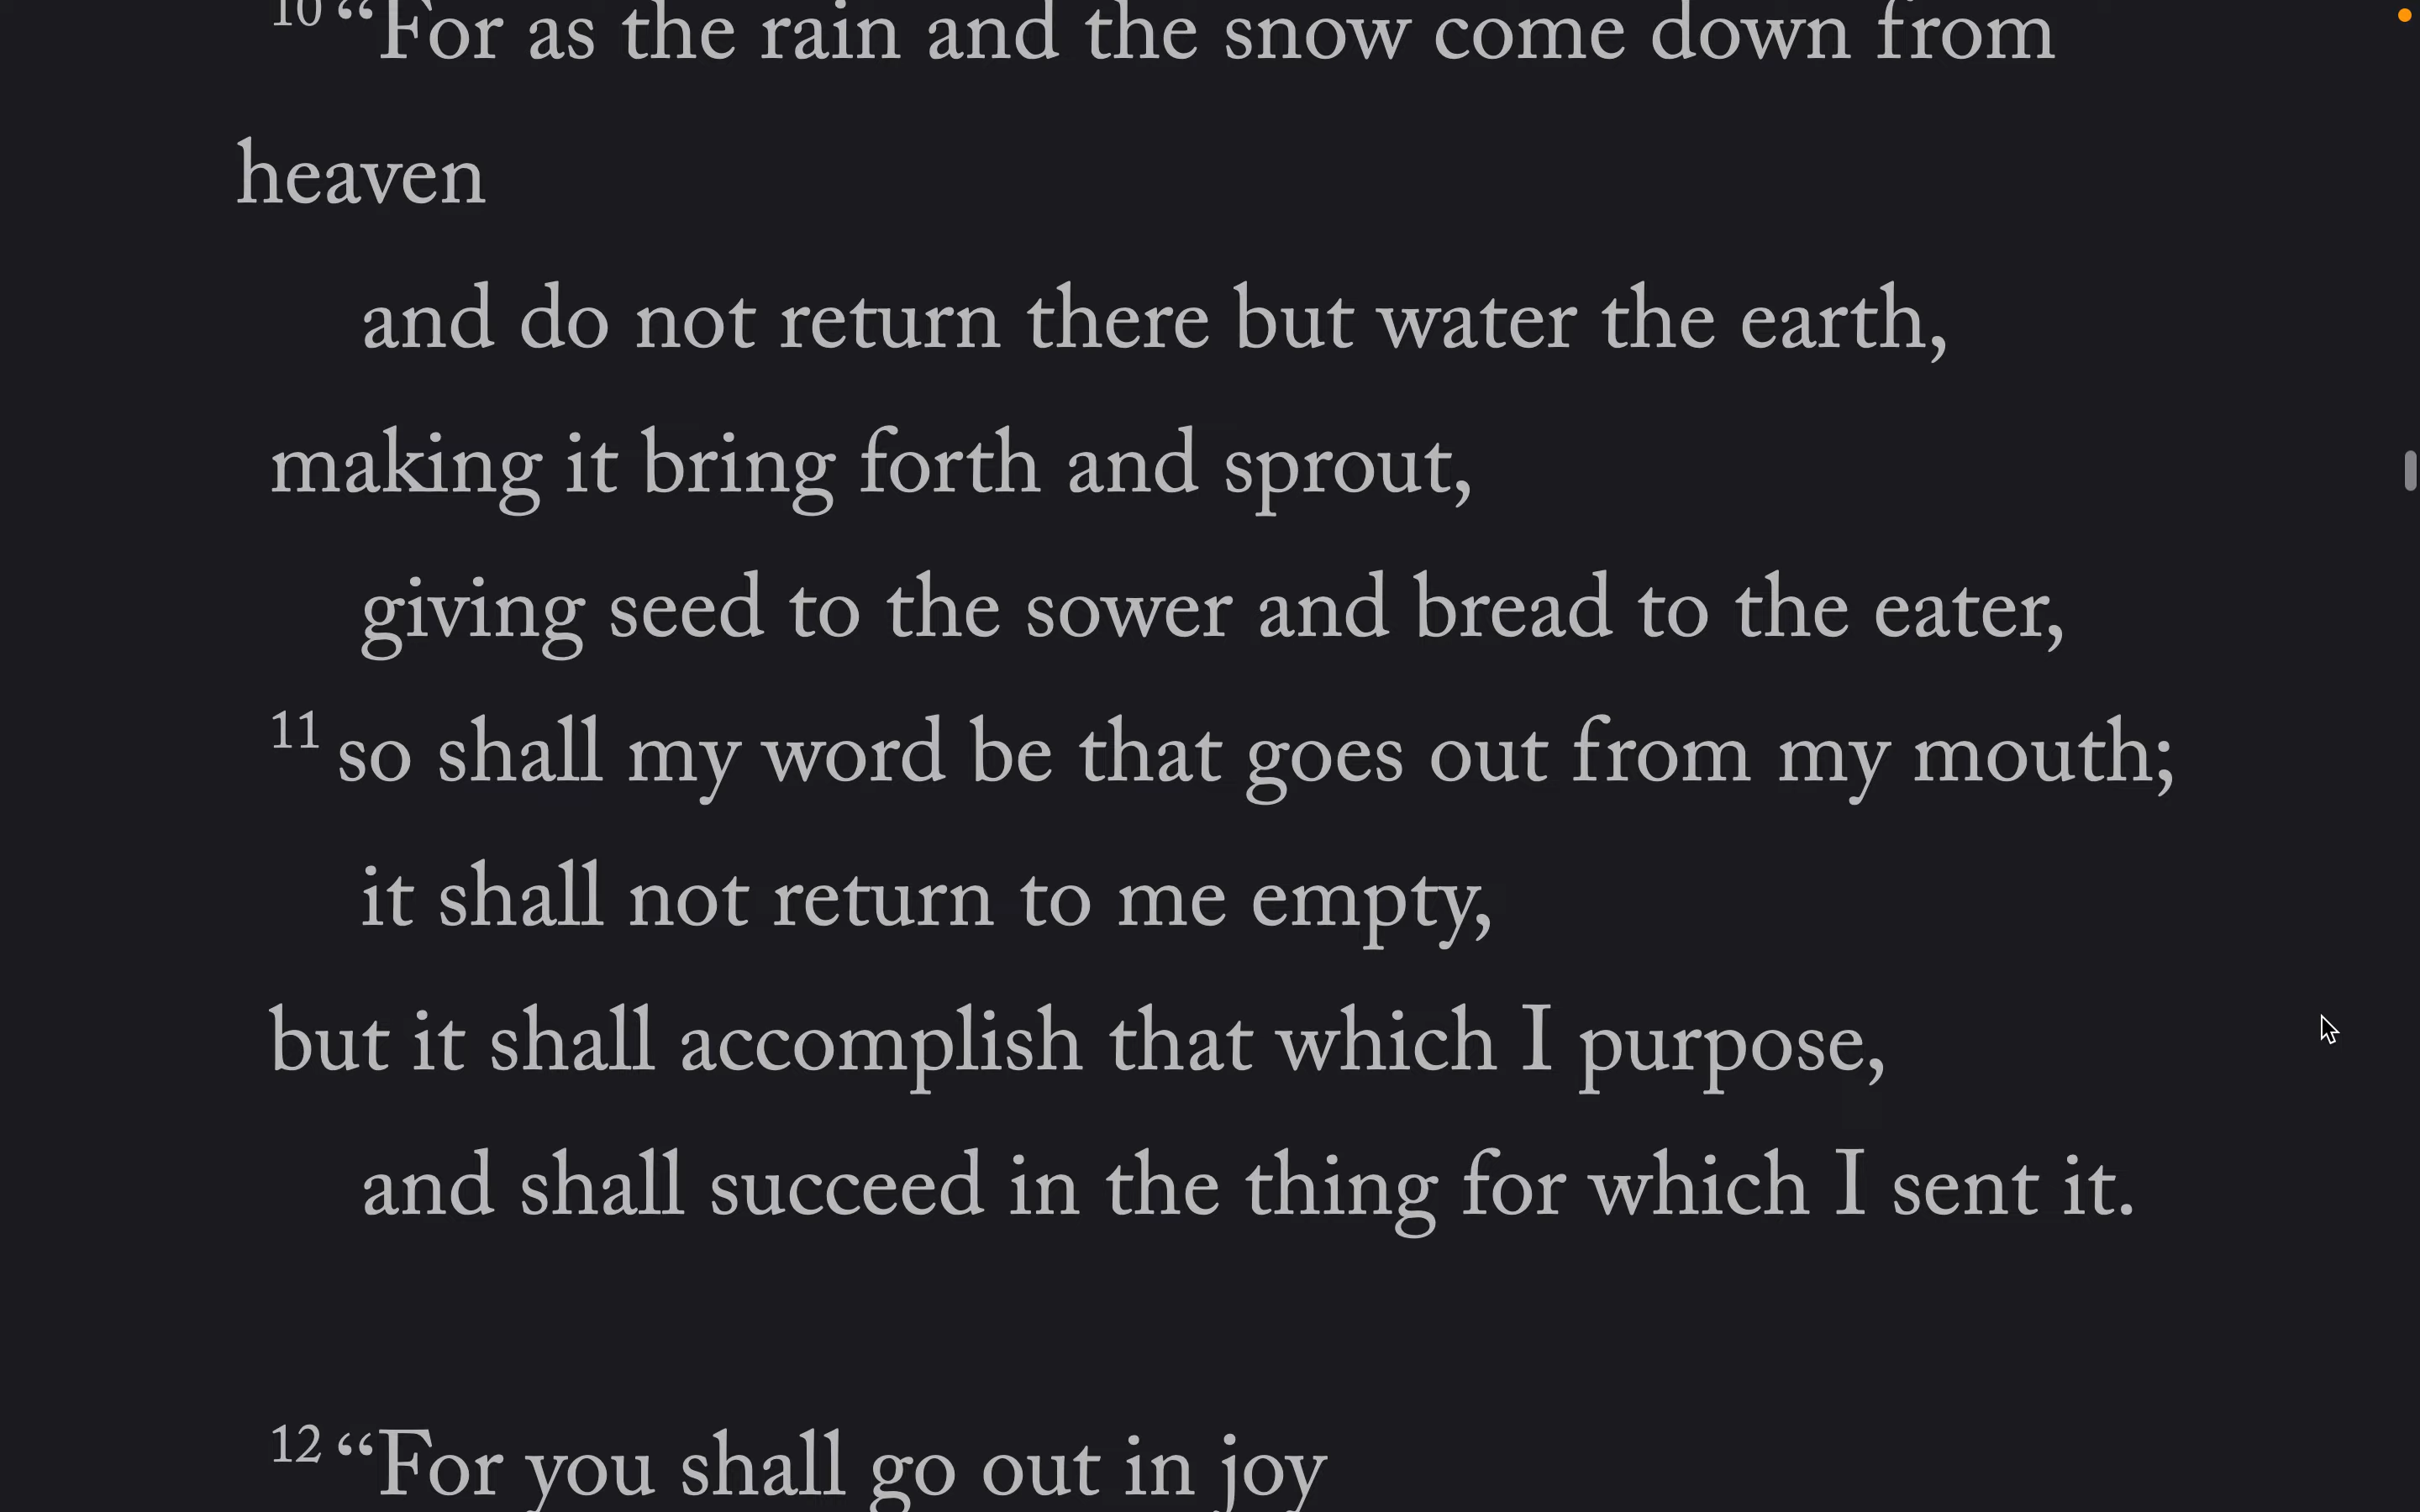 10 “For as the rain and the snow come down from
heaven
and do not return there but water the earth,
making it bring forth and sprout,
giving seed to the sower and bread to the eater,
11 so shall my word be that goes out from my mouth;
it shall not return to me empty,
but it shall accomplish that which I purpose,
and shall succeed in the thing for which I sent it.
12 “For you shall go out in joy